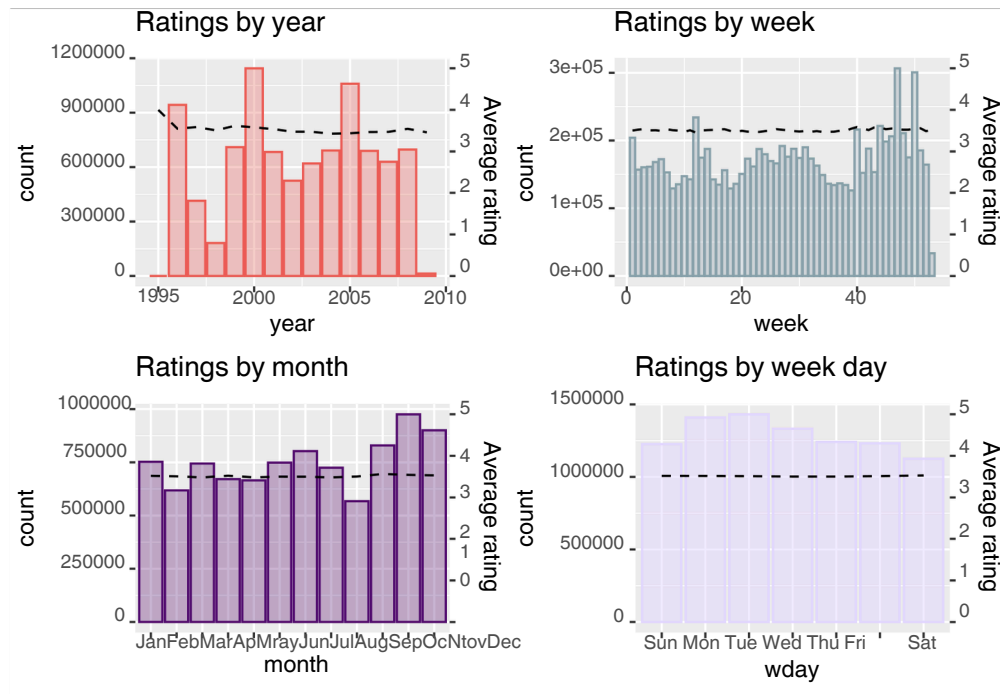 Ratings by year
1200000
900000
600000
300000
0
count
5
4
3
2
1
0
Average rating
1995 2000 2005 2010
year
Ratings by week
3e+05
2e+05
1e+05
0e+00
count
5
4
3
2
1
0
Average rating
0 20 40
week
Ratings by month
1000000
750000
500000
250000
0
count
5
4
3
2
1
0
Average rating
JanFebMarApMrayJunJulAugSepOcNtovDec
month
Ratings by week day
1500000
1000000
500000
0
count
5
4
3
2
1
0
Average rating
Sun Mon Tue Wed Thu Fri Sat
wday